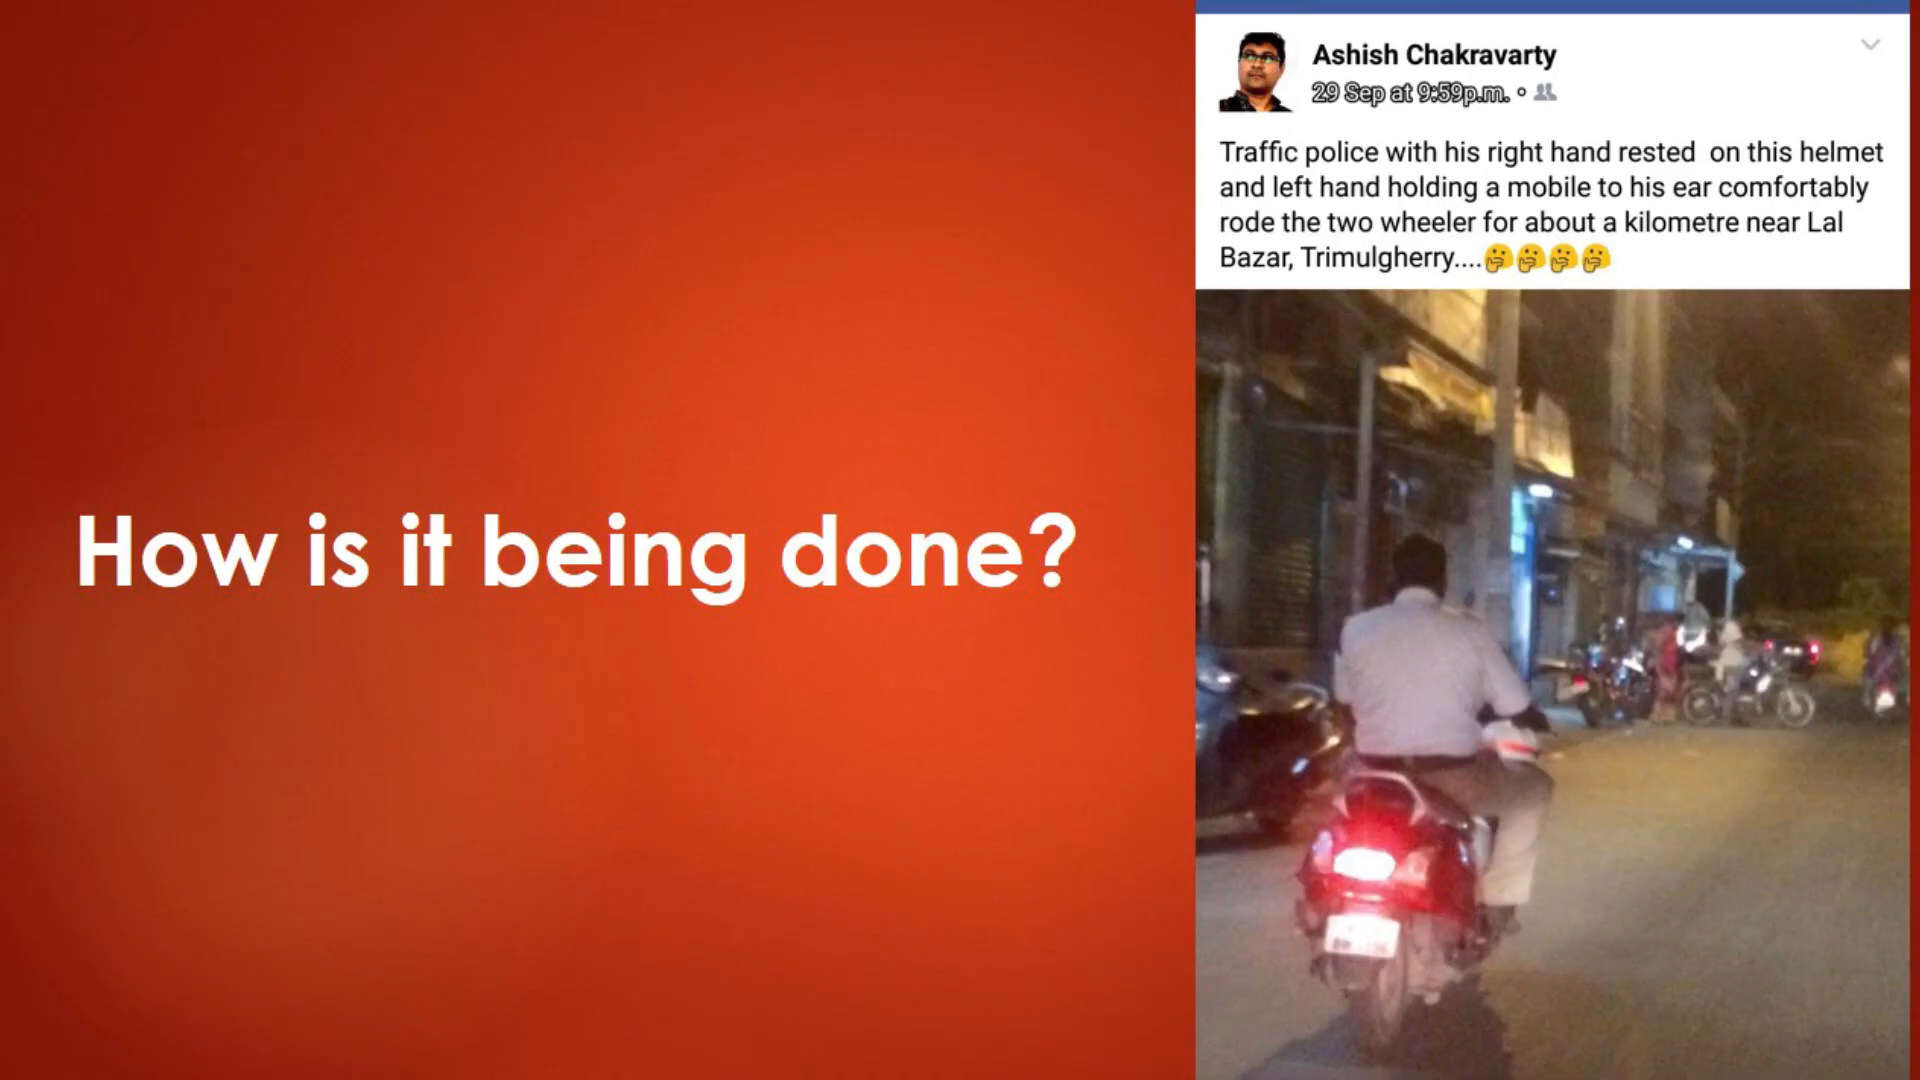 How is it being done?
Ashish Chakravarty
29 Sep at 9:59p.m.
Traffic police with his right hand rested on this helmet
and left hand holding a mobile to his ear comfortably
rode the two wheeler for about a kilometre near Lal
Bazar, Trimulgherry....🤔🤔🤔🤔